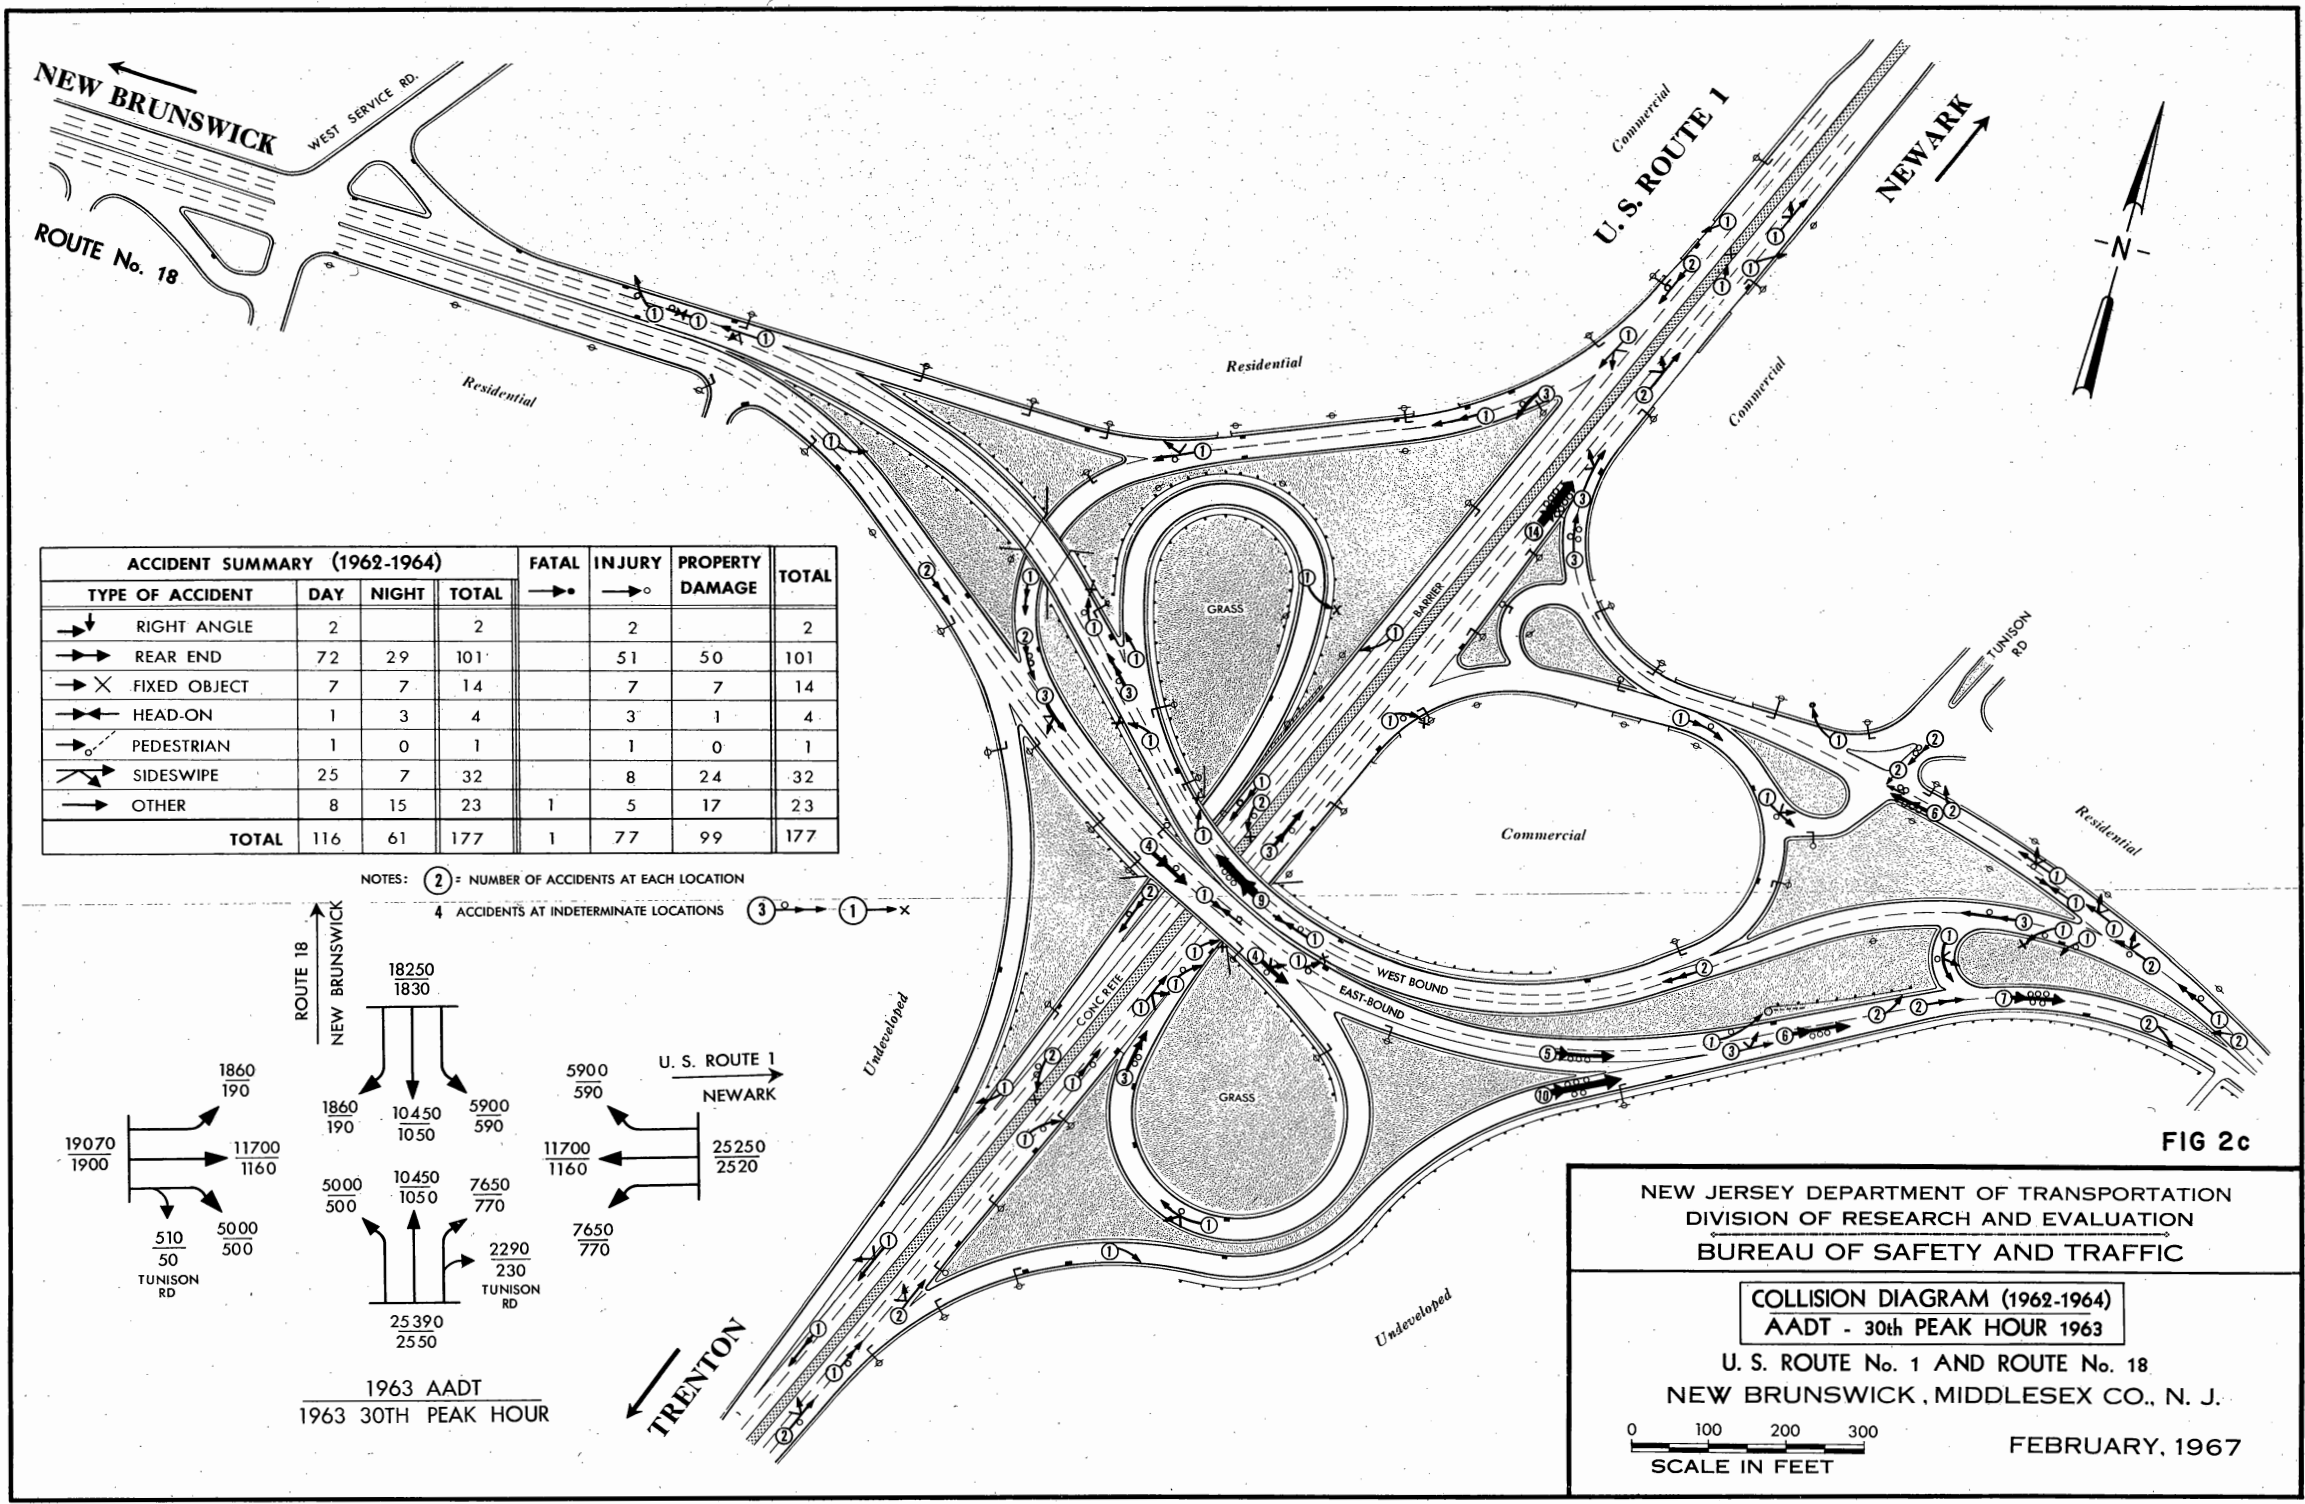 NEW BRUNSWICK
WEST SERVICE RD.
ROUTE No. 18
Residential
Residential
Commercial
U. S. ROUTE 1
NEWARK
N
Commercial
BARRIER
GRASS
TUNISON
RD
Commercial
Residential
WEST BOUND
EAST-BOUND
CONCRETE
GRASS
Undeveloped
Undeveloped
TRENTON
ACCIDENT SUMMARY (1962-1964) FATAL INJURY PROPERTY DAMAGE TOTAL
TYPE OF ACCIDENT DAY NIGHT TOTAL
RIGHT ANGLE 2 2 2 2
REAR END 72 29 101 51 50 101
FIXED OBJECT 7 7 14 7 7 14
HEAD-ON 1 3 4 3 1 4
PEDESTRIAN 1 0 1 1 0 1
SIDESWIPE 25 7 32 8 24 32
OTHER 8 15 23 1 5 17 23
TOTAL 116 61 177 1 77 99 177
NOTES: 2 = NUMBER OF ACCIDENTS AT EACH LOCATION
4 ACCIDENTS AT INDETERMINATE LOCATIONS 3 1
ROUTE 18
NEW BRUNSWICK
18250
1830
1860
190
10450
1050
5900
590
19070
1900
1860
190
11700
1160
5000
500
510
50
TUNISON
RD
5900
590
U. S. ROUTE 1
NEWARK
11700
1160
25250
2520
7650
770
5000
500
10450
1050
7650
770
2290
230
TUNISON
RD
25390
2550
1963 AADT
1963 30TH PEAK HOUR
FIG 2c
NEW JERSEY DEPARTMENT OF TRANSPORTATION
DIVISION OF RESEARCH AND EVALUATION
BUREAU OF SAFETY AND TRAFFIC
COLLISION DIAGRAM (1962-1964)
AADT - 30th PEAK HOUR 1963
U. S. ROUTE No. 1 AND ROUTE No. 18
NEW BRUNSWICK, MIDDLESEX CO., N. J.
0 100 200 300
SCALE IN FEET
FEBRUARY, 1967